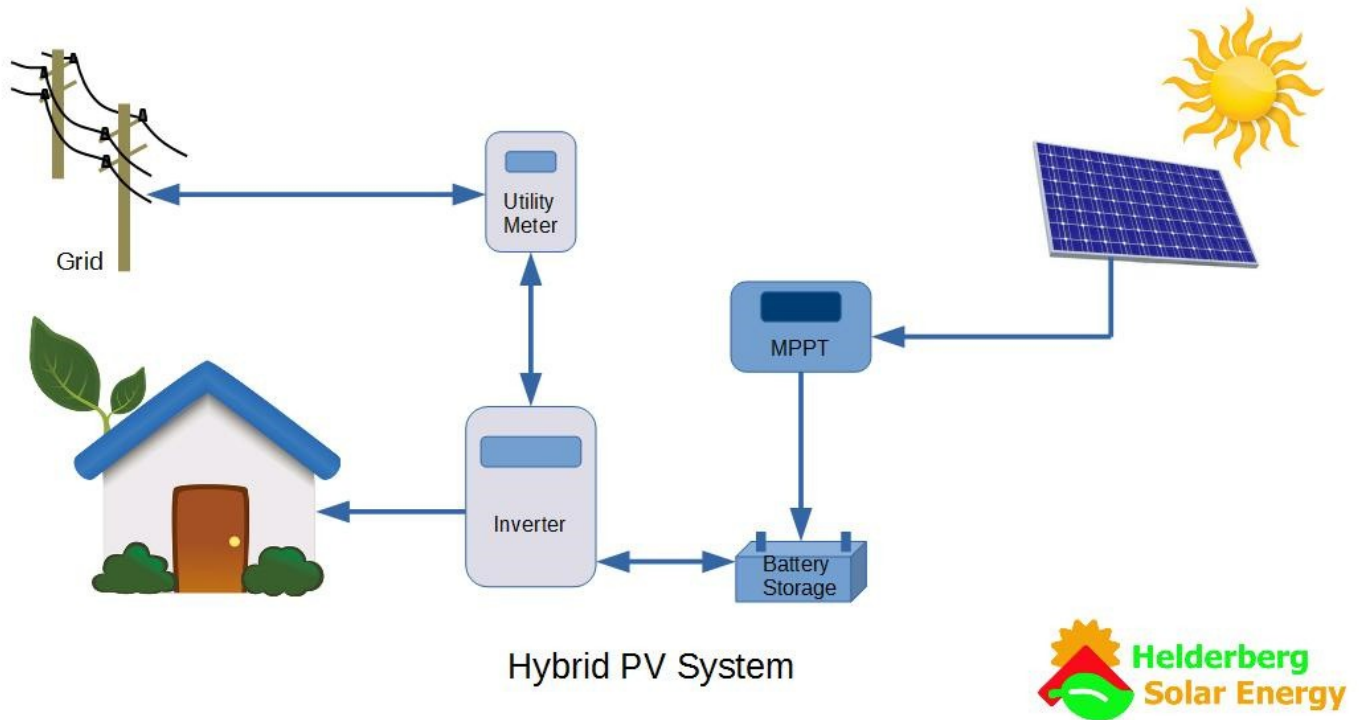 Utility
Meter
Grid
MPPT
Inverter
Battery
Storage
Hybrid PV System
Helderberg
Solar Energy